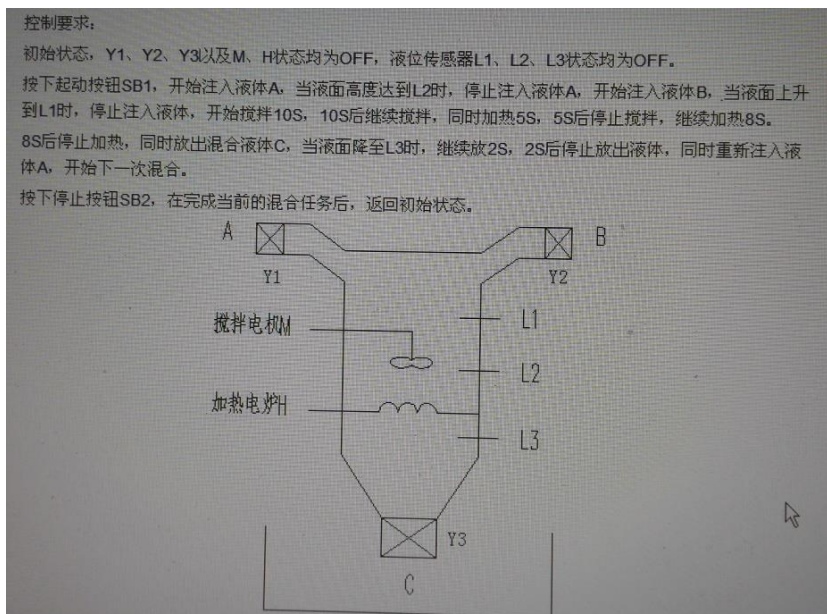 控制要求：
初始状态，Y1、Y2、Y3以及M、H状态均为OFF，液位传感器L1、L2、L3状态均为OFF。
按下起动按钮SB1，开始注入液体A，当液面高度达到L2时，停止注入液体A，开始注入液体B，当液面上升
到L1时，停止注入液体，开始搅拌10S，10S后继续搅拌，同时加热5S，5S后停止搅拌，继续加热8S。
8S后停止加热，同时放出混合液体C，当液面降至L3时，继续放2S，2S后停止放出液体，同时重新注入液
体A，开始下一次混合。
按下停止按钮SB2，在完成当前的混合任务后，返回初始状态。
A B
Y1 Y2
搅拌电机M L1
L2
加热电炉H
L3
Y3
C